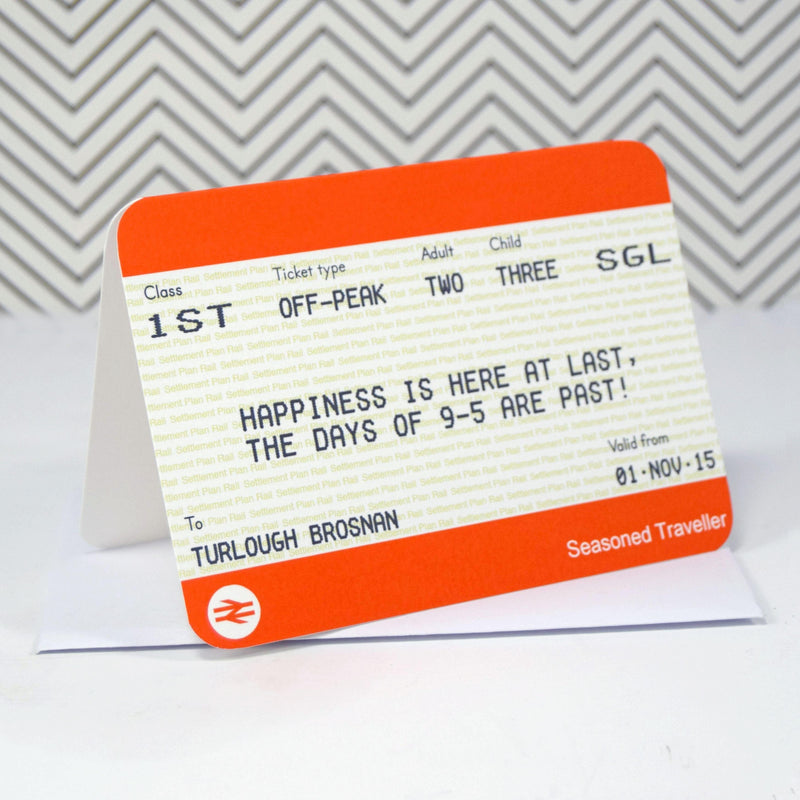 Class Ticket type Adult Child
1ST OFF-PEAK TWO THREE SGL
HAPPINESS IS HERE AT LAST,
THE DAYS OF 9-5 ARE PAST!
Valid from
01·NOV·15
To
TURLOUGH BROSNAN
Seasoned Traveller